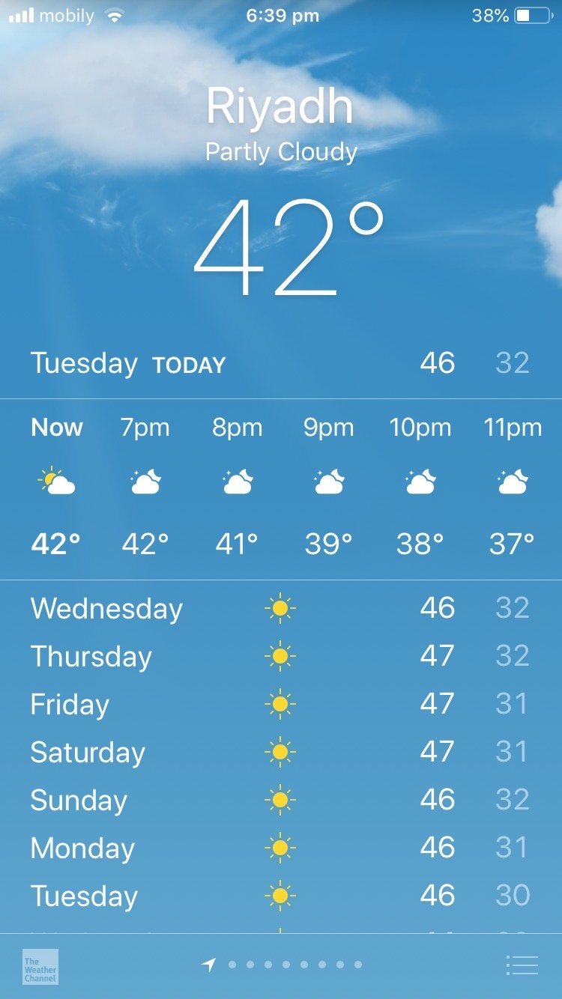 mobily 6:39 pm 38%
Riyadh
Partly Cloudy
42°
Tuesday TODAY 46 32
Now 7pm 8pm 9pm 10pm 11pm
42° 42° 41° 39° 38° 37°
Wednesday 46 32
Thursday 47 32
Friday 47 31
Saturday 47 31
Sunday 46 32
Monday 46 31
Tuesday 46 30
The
Weather
Channel